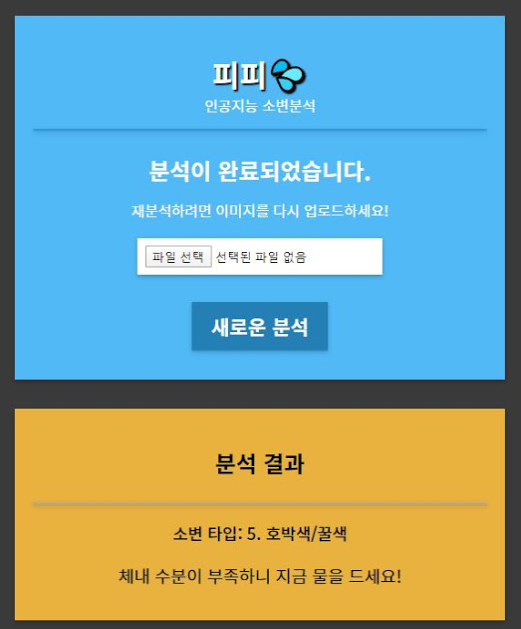 피피💦
인공지능 소변분석
분석이 완료되었습니다.
재분석하려면 이미지를 다시 업로드하세요!
파일 선택 선택된 파일 없음
새로운 분석
분석 결과
소변 타입: 5. 호박색/꿀색
체내 수분이 부족하니 지금 물을 드세요!